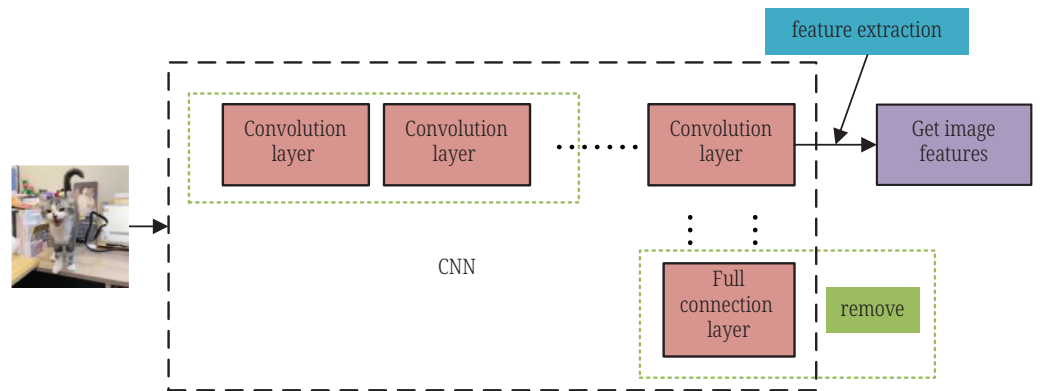 feature extraction
Convolution
layer
Convolution
layer
Convolution
layer
Get image
features
CNN
Full
connection
layer
remove